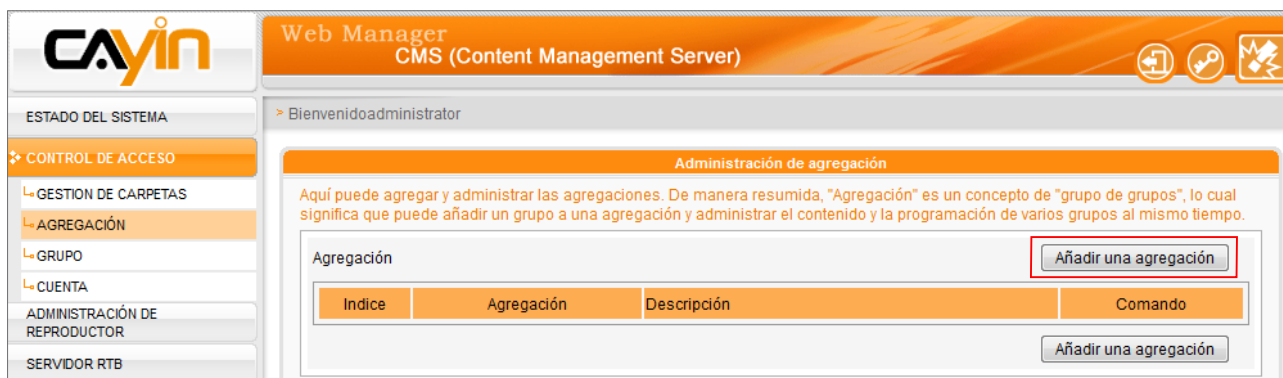 CAYIN
Web Manager
CMS (Content Management Server)
ESTADO DEL SISTEMA
> Bienvenidoadministrator
CONTROL DE ACCESO
GESTION DE CARPETAS
AGREGACIÓN
GRUPO
CUENTA
ADMINISTRACIÓN DE
REPRODUCTOR
SERVIDOR RTB
Administración de agregación
Aquí puede agregar y administrar las agregaciones. De manera resumida, "Agregación" es un concepto de "grupo de grupos", lo cual
significa que puede añadir un grupo a una agregación y administrar el contenido y la programación de varios grupos al mismo tiempo.
Agregación
Añadir una agregación
Indice Agregación Descripción Comando
Añadir una agregación